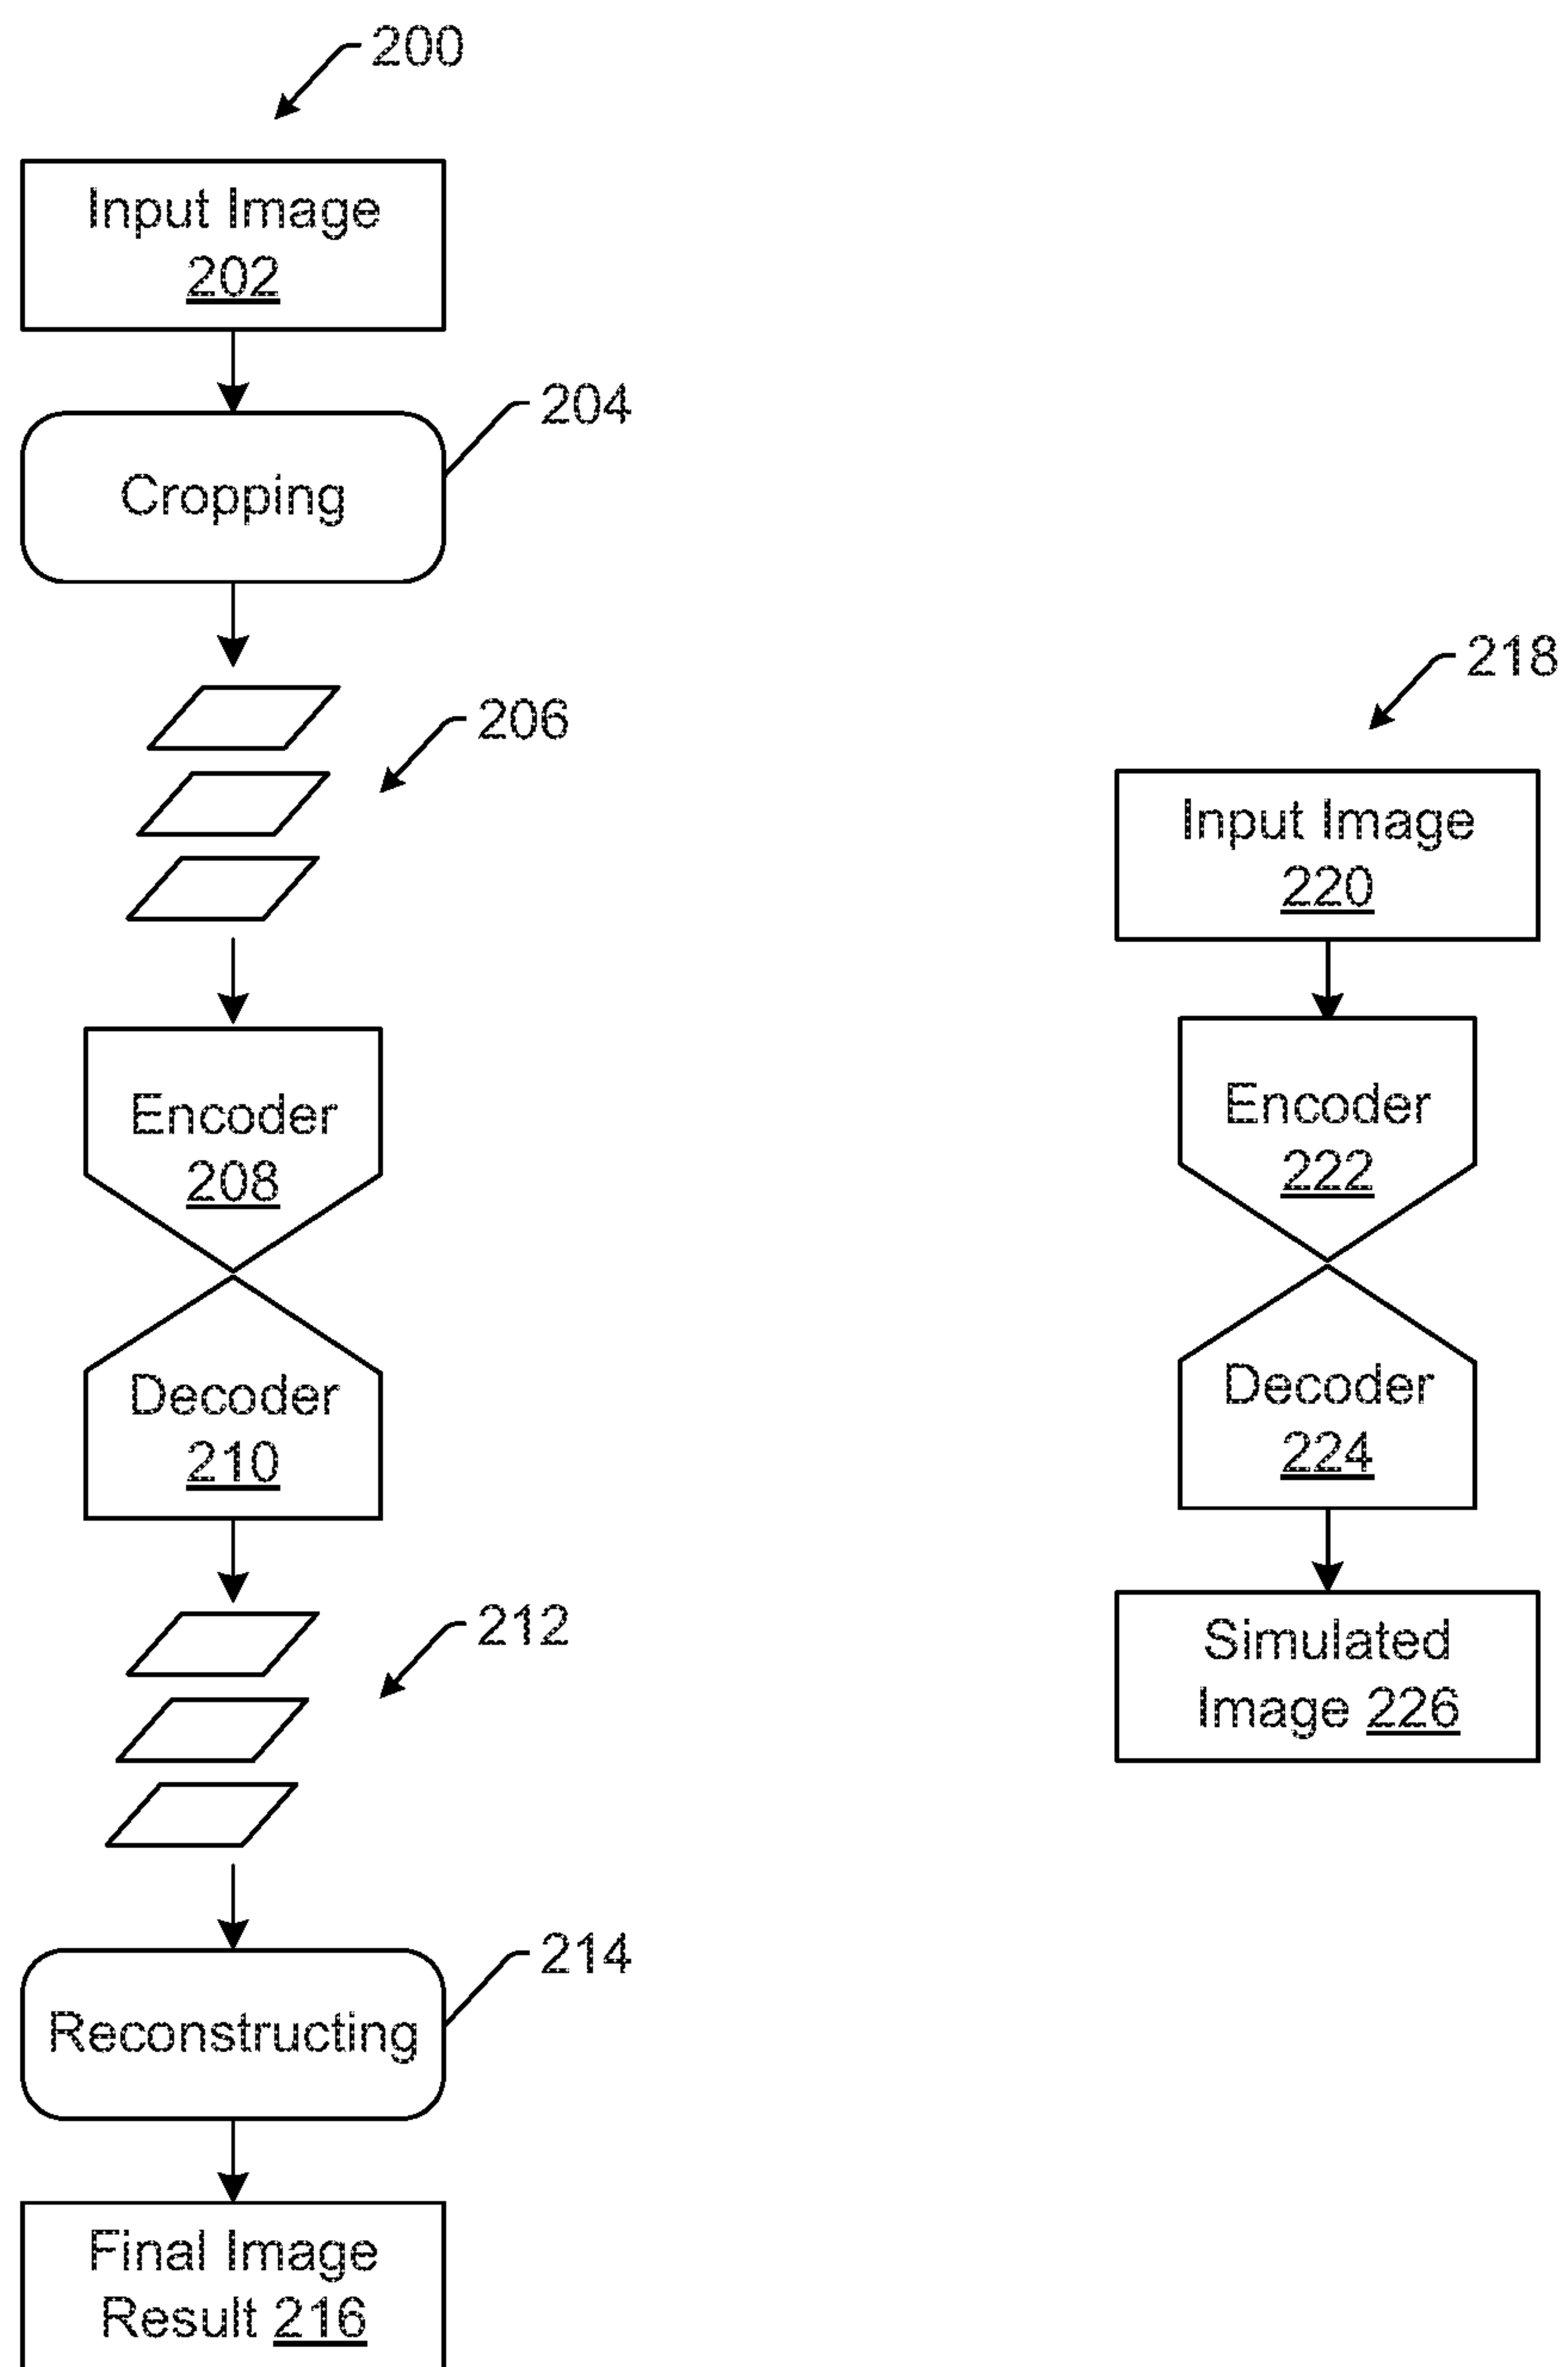 200
Input Image
202
204
Cropping
206
Encoder
208
Decoder
210
212
214
Reconstructing
Final Image
Result 216
218
Input Image
220
Encoder
222
Decoder
224
Simulated
Image 226